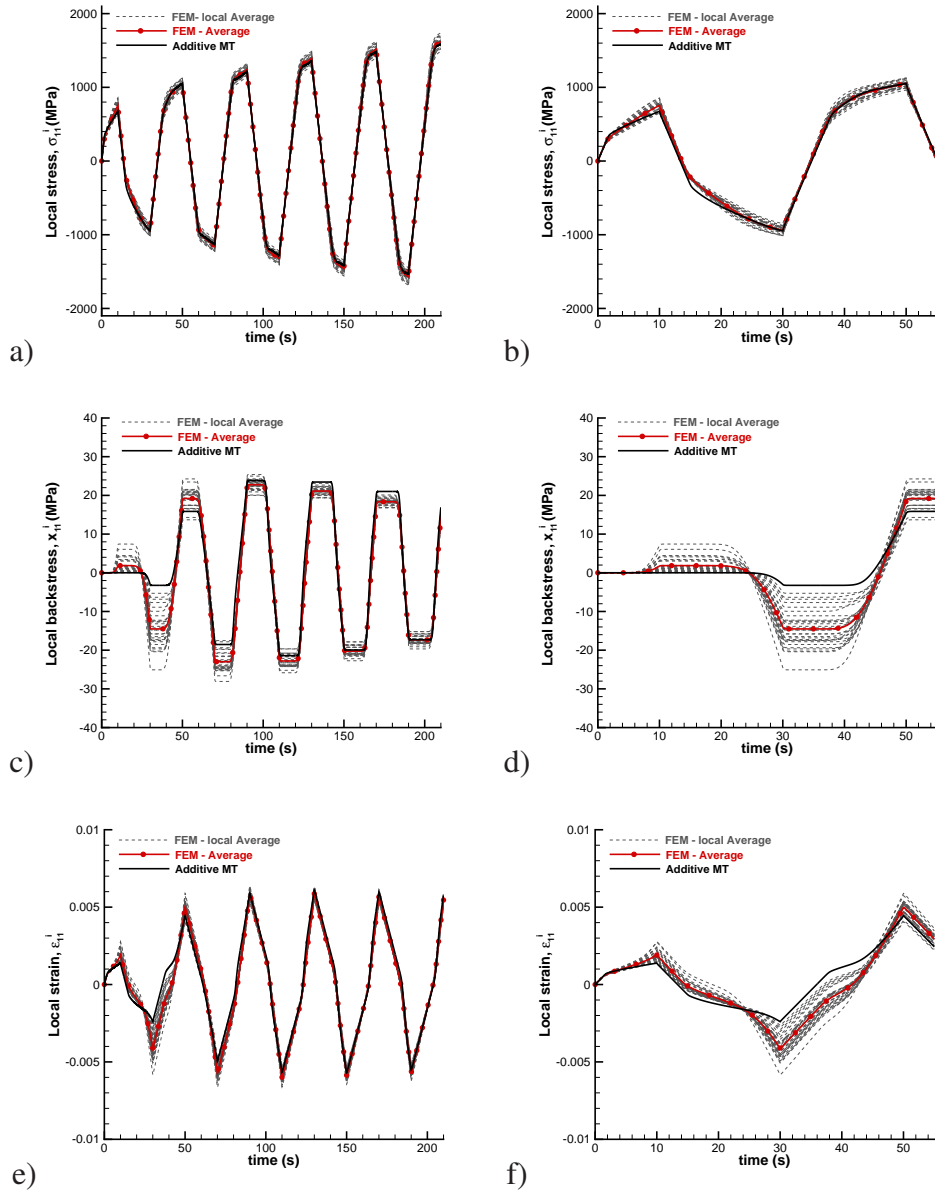 2000
1000
0
-1000
-2000
Local stress, σ₁₁ⁱ (MPa)
FEM- local Average
FEM - Average
Additive MT
0 50 100 150 200
time (s)
a)
2000
1000
0
-1000
-2000
Local stress, σ₁₁ⁱ (MPa)
FEM- local Average
FEM - Average
Additive MT
0 10 20 30 40 50
time (s)
b)
40
30
20
10
0
-10
-20
-30
-40
Local backstress, x₁₁ⁱ (MPa)
FEM - local Average
FEM - Average
Additive MT
0 50 100 150 200
time (s)
c)
40
30
20
10
0
-10
-20
-30
-40
Local backstress, x₁₁ⁱ (MPa)
FEM - local Average
FEM - Average
Additive MT
0 10 20 30 40 50
time (s)
d)
0.01
0.005
0
-0.005
-0.01
Local strain, ε₁₁ⁱ
FEM - local Average
FEM - Average
Additive MT
0 50 100 150 200
time (s)
e)
0.01
0.005
0
-0.005
-0.01
Local strain, ε₁₁ⁱ
FEM - local Average
FEM - Average
Additive MT
0 10 20 30 40 50
time (s)
f)